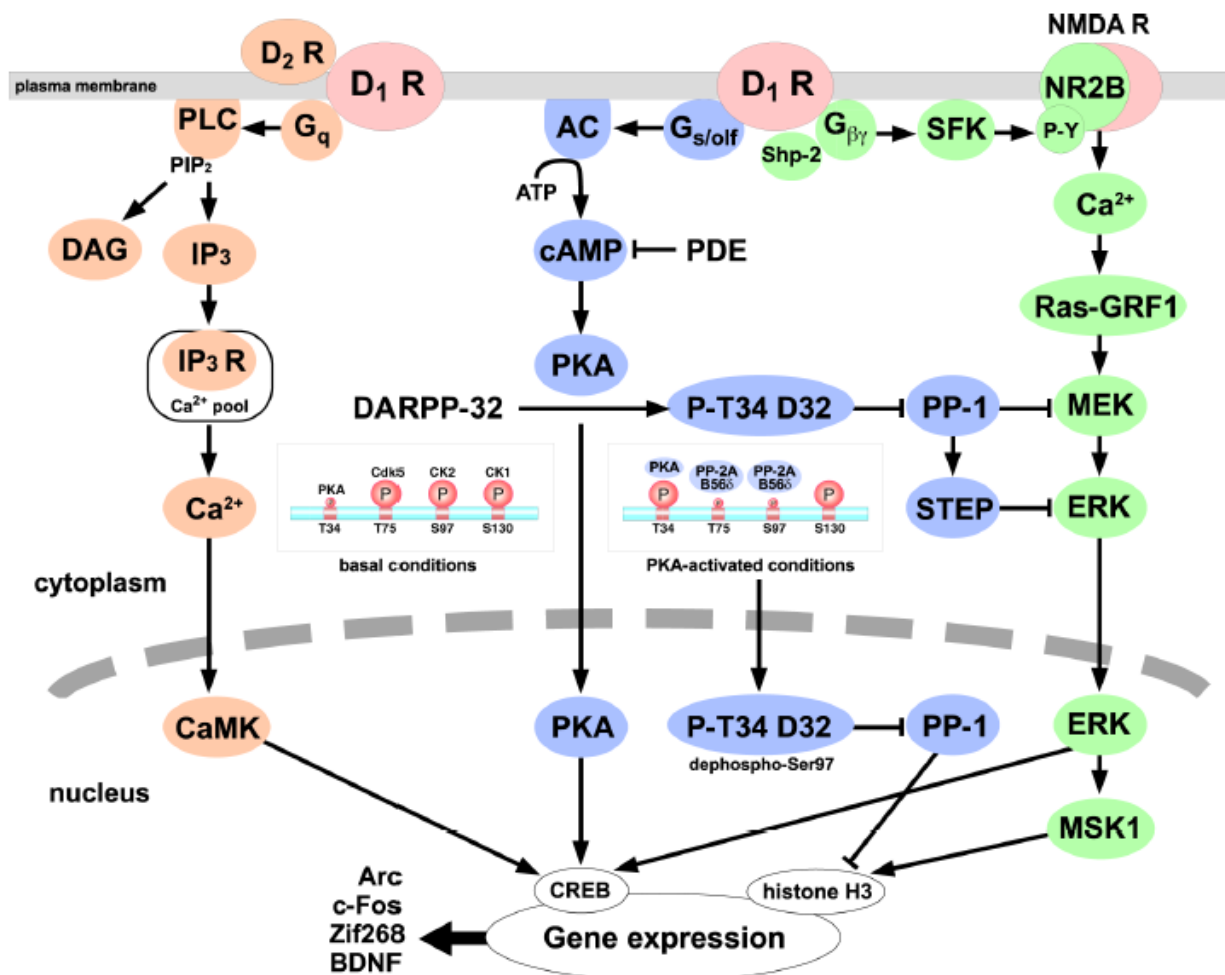 NMDA R
D2 R
D1 R
D1 R
NR2B
plasma membrane
PLC
Gq
AC
Gs/olf
Gβγ
SFK
P-Y
Shp-2
PIP2
ATP
Ca2+
DAG
IP3
cAMP
PDE
Ras-GRF1
IP3 R
Ca2+ pool
PKA
DARPP-32
P-T34 D32
PP-1
MEK
PKA
Cdk5
CK2
CK1
P
P
P
P
T34
T75
S97
S130
basal conditions
PKA
PP-2A
B56δ
PP-2A
B56δ
P
P
P
P
T34
T75
S97
S130
PKA-activated conditions
Ca2+
STEP
ERK
cytoplasm
CaMK
PKA
P-T34 D32
dephospho-Ser97
PP-1
ERK
nucleus
MSK1
CREB
histone H3
Gene expression
Arc
c-Fos
Zif268
BDNF